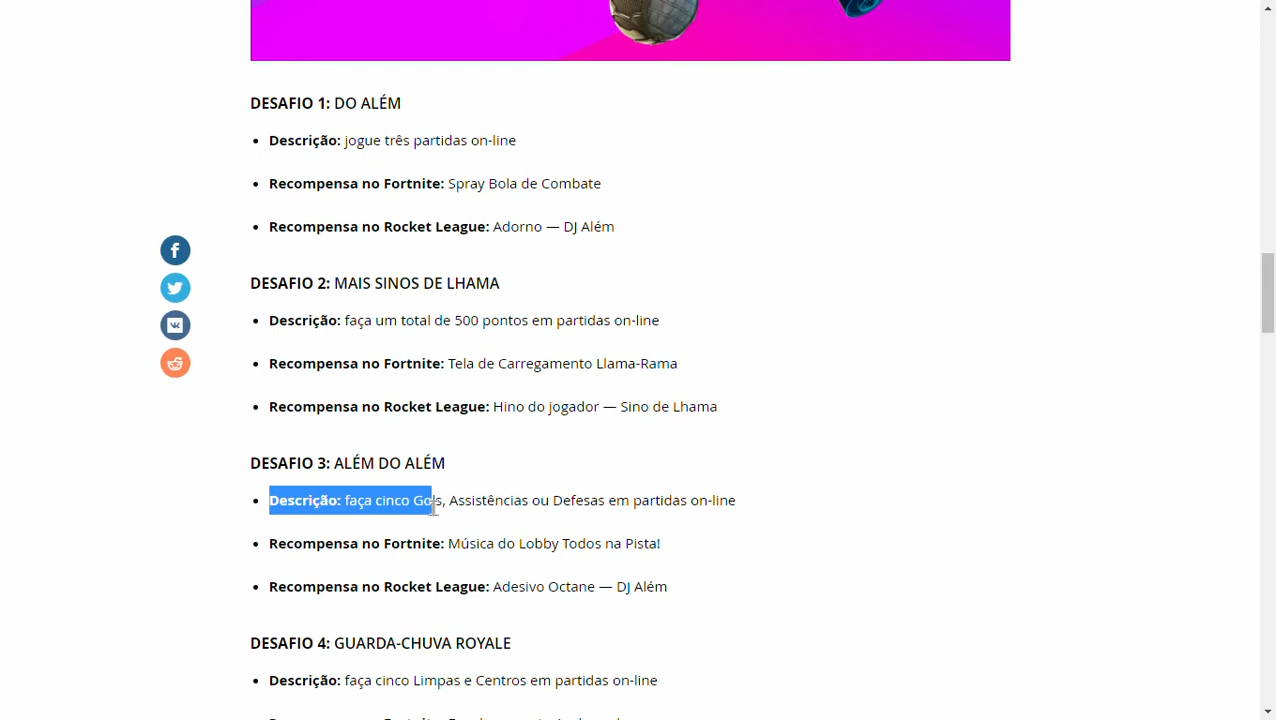 DESAFIO 1: DO ALÉM
Descrição: jogue três partidas on-line
Recompensa no Fortnite: Spray Bola de Combate
Recompensa no Rocket League: Adorno — DJ Além
DESAFIO 2: MAIS SINOS DE LHAMA
Descrição: faça um total de 500 pontos em partidas on-line
Recompensa no Fortnite: Tela de Carregamento Llama-Rama
Recompensa no Rocket League: Hino do jogador — Sino de Lhama
DESAFIO 3: ALÉM DO ALÉM
Descrição: faça cinco Gols, Assistências ou Defesas em partidas on-line
Recompensa no Fortnite: Música do Lobby Todos na Pista!
Recompensa no Rocket League: Adesivo Octane — DJ Além
DESAFIO 4: GUARDA-CHUVA ROYALE
Descrição: faça cinco Limpas e Centros em partidas on-line